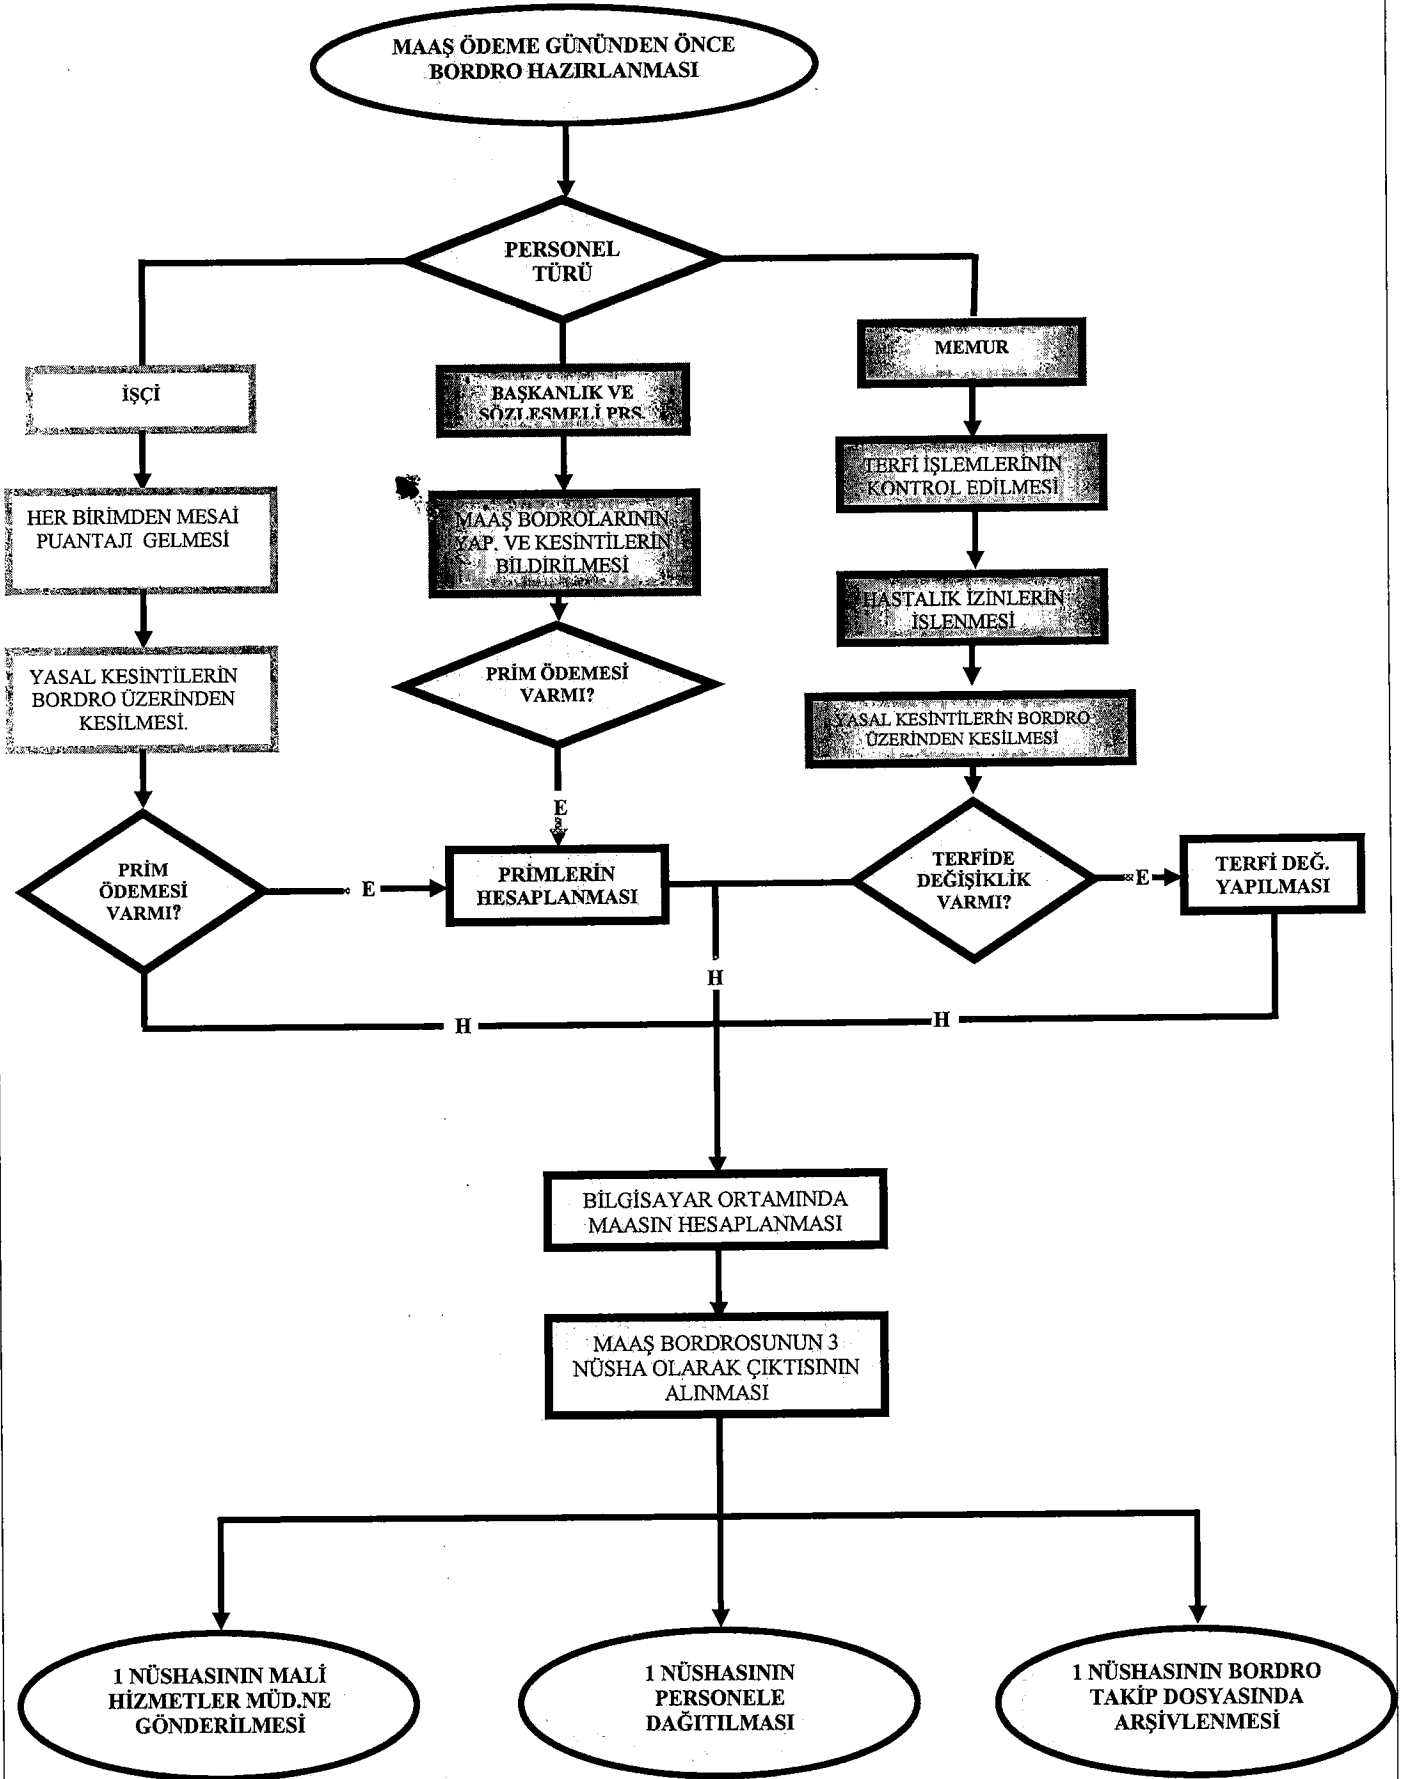 MAAŞ ÖDEME GÜNÜNDEN ÖNCE
BORDRO HAZIRLANMASI
PERSONEL
TÜRÜ
İŞÇİ
BAŞKANLIK VE
SÖZLEŞMELİ PRS.
MEMUR
HER BİRİMDEN MESAİ
PUANTAJI GELMESİ
YASAL KESİNTİLERİN
BORDRO ÜZERİNDEN
KESİLMESİ.
PRİM
ÖDEMESİ
VARMI?
E
MAAŞ BODROLARININ
YAP. VE KESİNTİLERİN
BİLDİRİLMESİ
PRİM ÖDEMESİ
VARMI?
E
PRİMLERİN
HESAPLANMASI
TERFİ İŞLEMLERİNİN
KONTROL EDİLMESİ
HASTALIK İZİNLERİN
İŞLENMESİ
YASAL KESİNTİLERİN BORDRO
ÜZERİNDEN KESİLMESİ
TERFİDE
DEĞİŞİKLİK
VARMI?
E
TERFİ DEĞ.
YAPILMASI
H
H
H
BİLGİSAYAR ORTAMINDA
MAASIN HESAPLANMASI
MAAŞ BORDROSUNUN 3
NÜSHA OLARAK ÇIKTISININ
ALINMASI
1 NÜSHASININ MALİ
HİZMETLER MÜD.NE
GÖNDERİLMESİ
1 NÜSHASININ
PERSONELE
DAĞITILMASI
1 NÜSHASININ BORDRO
TAKİP DOSYASINDA
ARŞİVLENMESİ